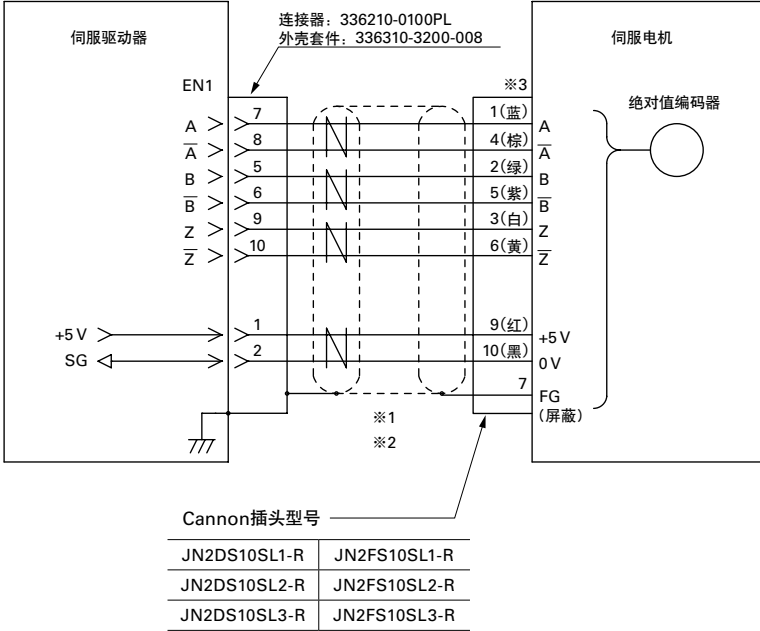 连接器：336210-0100PL
外壳套件：336310-3200-008
伺服驱动器
伺服电机
EN1
※3
绝对值编码器
A 7 1(蓝) A
A̅ 8 4(棕) A̅
B 5 2(绿) B
B̅ 6 5(紫) B̅
Z 9 3(白) Z
Z̅ 10 6(黄) Z̅
+5 V 1 9(红) +5 V
SG 2 10(黑) 0 V
7 FG
(屏蔽)
※1
※2
Cannon插头型号
JN2DS10SL1-R JN2FS10SL1-R
JN2DS10SL2-R JN2FS10SL2-R
JN2DS10SL3-R JN2FS10SL3-R